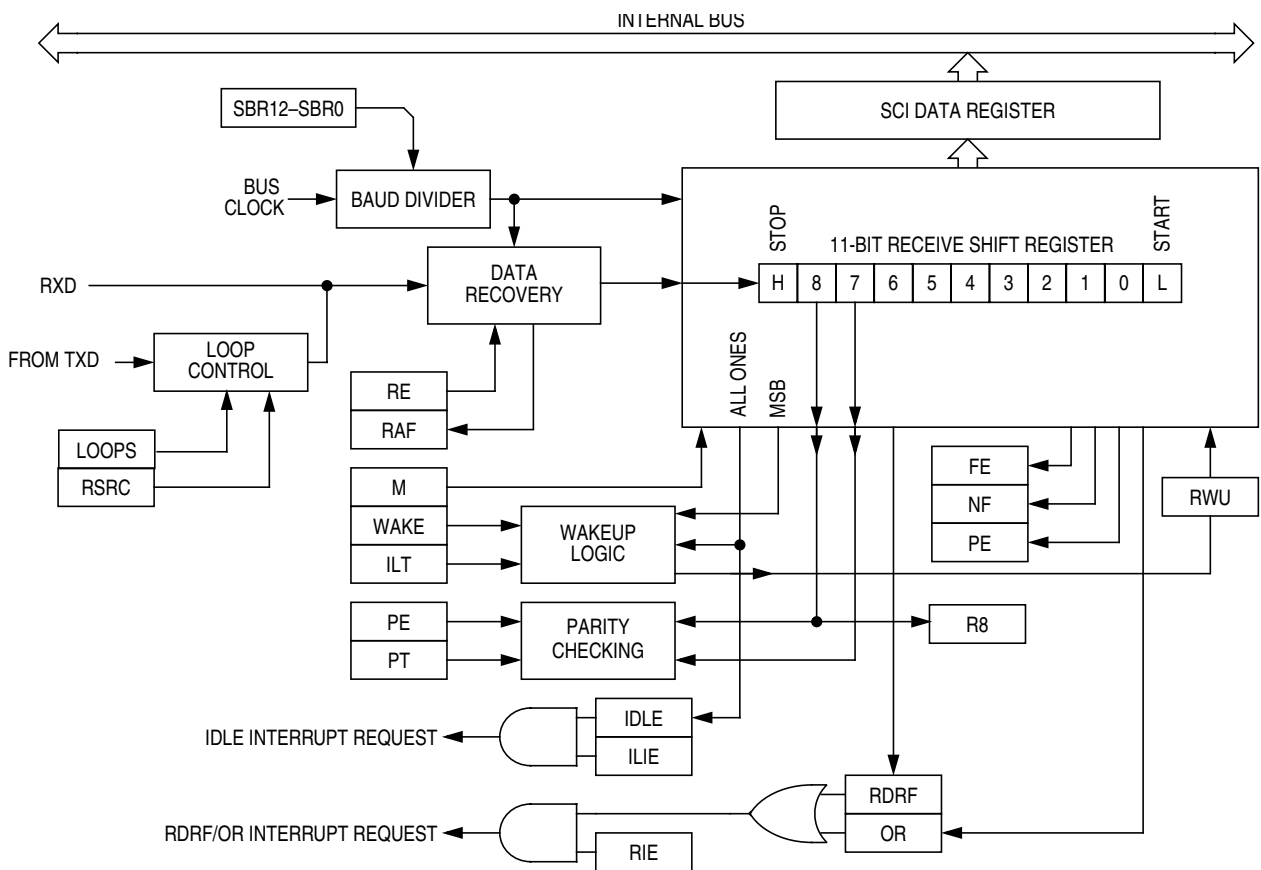 INTERNAL BUS
SBR12–SBR0
SCI DATA REGISTER
BUS
CLOCK
BAUD DIVIDER
STOP
11-BIT RECEIVE SHIFT REGISTER
START
RXD
DATA
RECOVERY
H 8 7 6 5 4 3 2 1 0 L
FROM TXD
LOOP
CONTROL
ALL ONES
MSB
RE
RAF
LOOPS
RSRC
M
WAKE
ILT
WAKEUP
LOGIC
FE
NF
PE
RWU
PE
PT
PARITY
CHECKING
R8
IDLE INTERRUPT REQUEST
IDLE
ILIE
RDRF/OR INTERRUPT REQUEST
RDRF
OR
RIE